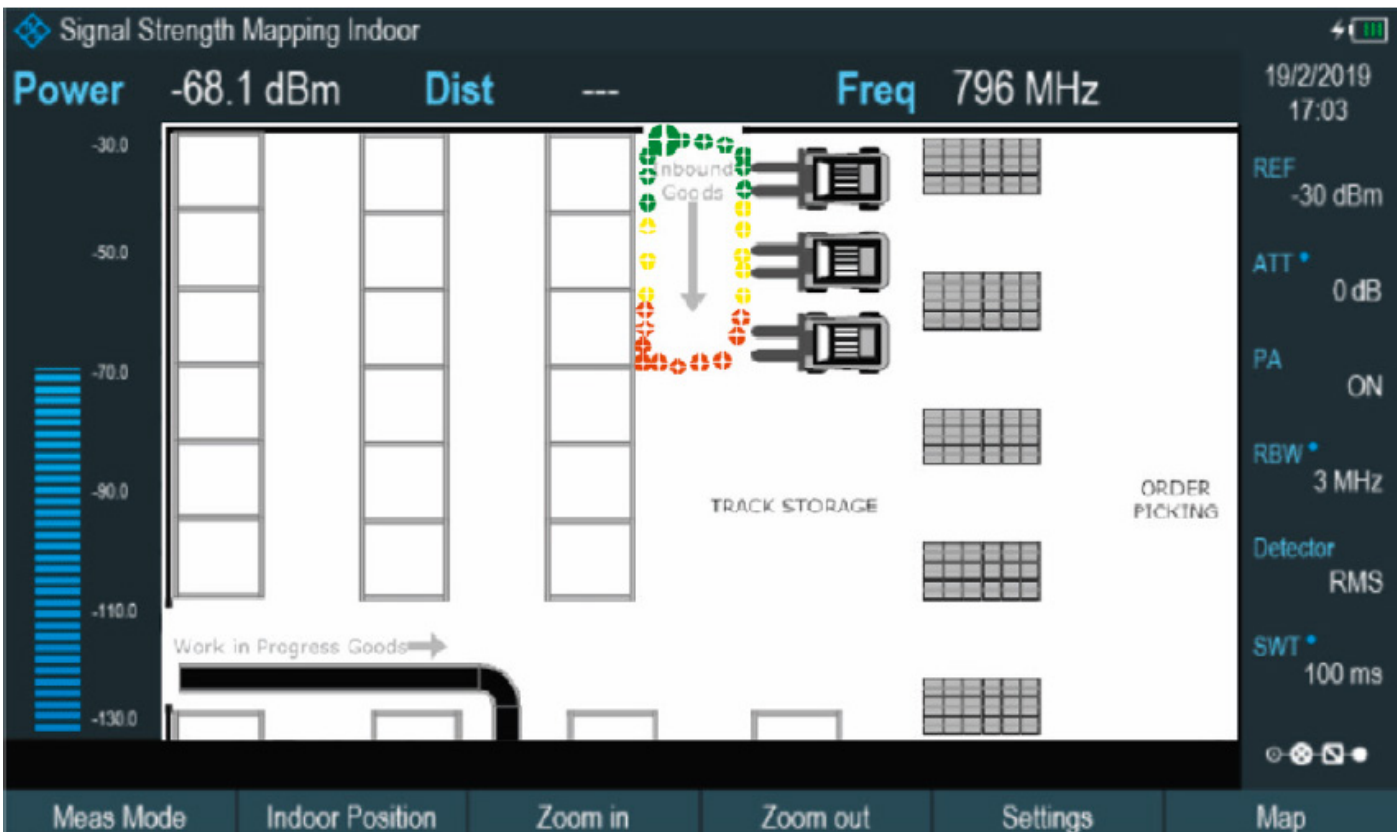 Signal Strength Mapping Indoor
Power -68.1 dBm Dist --- Freq 796 MHz
19/2/2019
17:03
-30.0
-50.0
-70.0
-90.0
-110.0
-130.0
Inbound
Goods
TRACK STORAGE
ORDER
PICKING
Work in Progress Goods
REF
-30 dBm
ATT
0 dB
PA
ON
RBW
3 MHz
Detector
RMS
SWT
100 ms
Meas Mode Indoor Position Zoom in Zoom out Settings Map